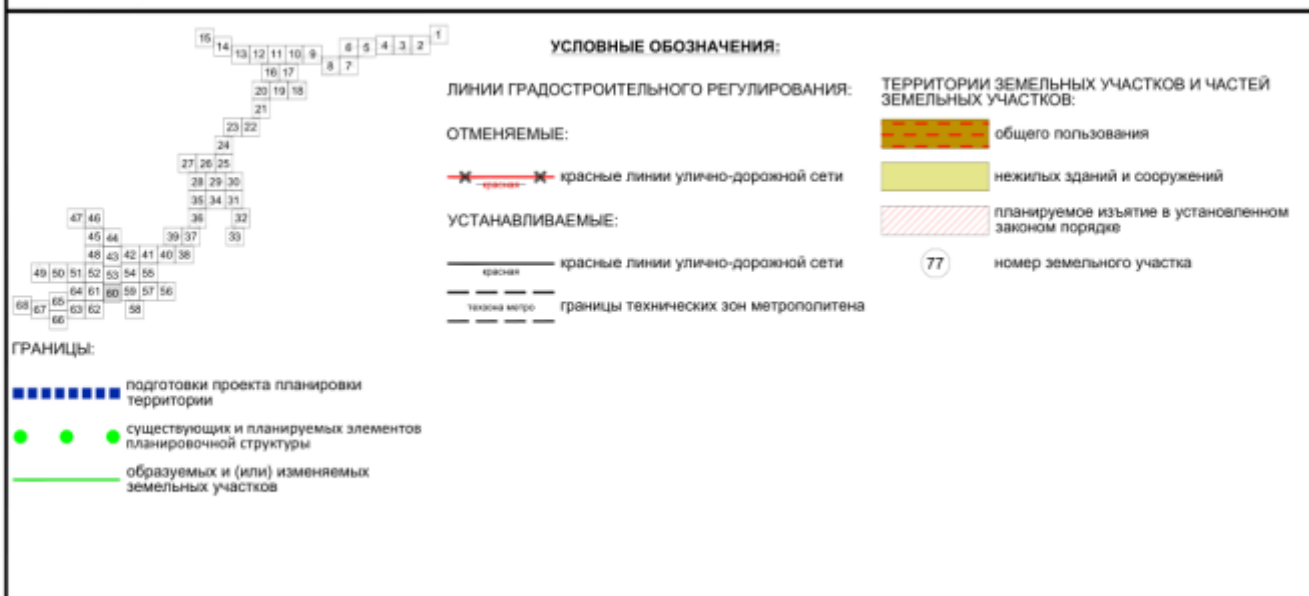 1
15 14 13 12 11 10 9 8 7 6 5 4 3 2
16 17
20 19 18
21
23 22
24
27 26 25
28 29 30
35 34 31
47 46 36 32
45 44 39 37 33
48 43 42 41 40 38
49 50 51 52 53 54 55
64 61 60 59 57 56
68 67 65 63 62 58
66
ГРАНИЦЫ:
подготовки проекта планировки
территории
существующих и планируемых элементов
планировочной структуры
образуемых и (или) изменяемых
земельных участков
УСЛОВНЫЕ ОБОЗНАЧЕНИЯ:
ЛИНИИ ГРАДОСТРОИТЕЛЬНОГО РЕГУЛИРОВАНИЯ:
ОТМЕНЯЕМЫЕ:
красная красные линии улично-дорожной сети
УСТАНАВЛИВАЕМЫЕ:
красная красные линии улично-дорожной сети
техзона метро границы технических зон метрополитена
ТЕРРИТОРИИ ЗЕМЕЛЬНЫХ УЧАСТКОВ И ЧАСТЕЙ
ЗЕМЕЛЬНЫХ УЧАСТКОВ:
общего пользования
нежилых зданий и сооружений
планируемое изъятие в установленном
законом порядке
77 номер земельного участка